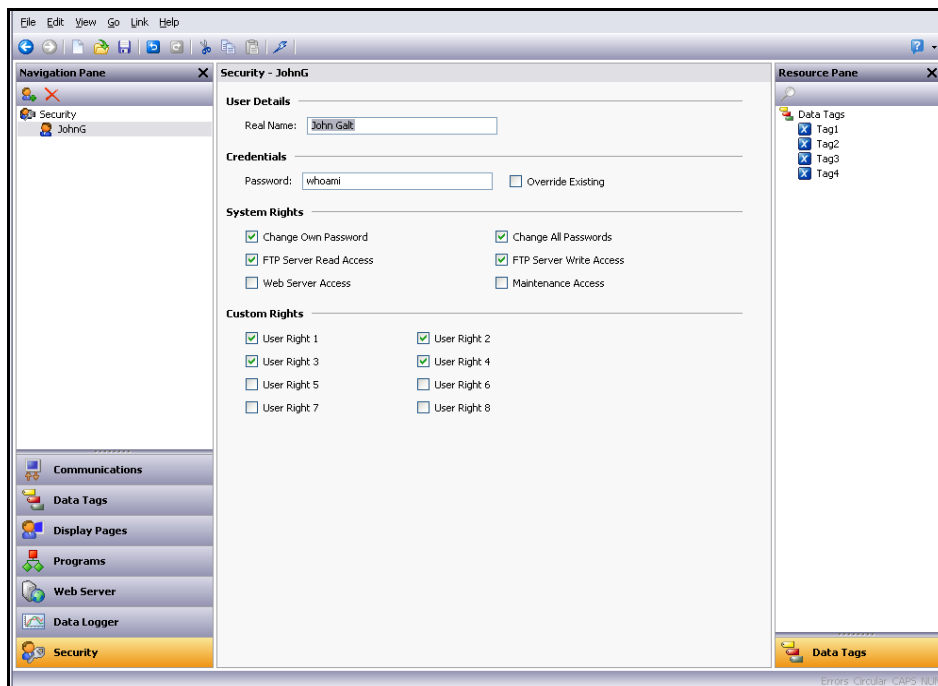 File Edit View Go Link Help
Navigation Pane
Security
JohnG
Communications
Data Tags
Display Pages
Programs
Web Server
Data Logger
Security
Security - JohnG
User Details
Real Name: John Galt
Credentials
Password: whoami Override Existing
System Rights
Change Own Password Change All Passwords
FTP Server Read Access FTP Server Write Access
Web Server Access Maintenance Access
Custom Rights
User Right 1 User Right 2
User Right 3 User Right 4
User Right 5 User Right 6
User Right 7 User Right 8
Resource Pane
Data Tags
Tag1
Tag2
Tag3
Tag4
Data Tags
Errors Circular CAPS NUM